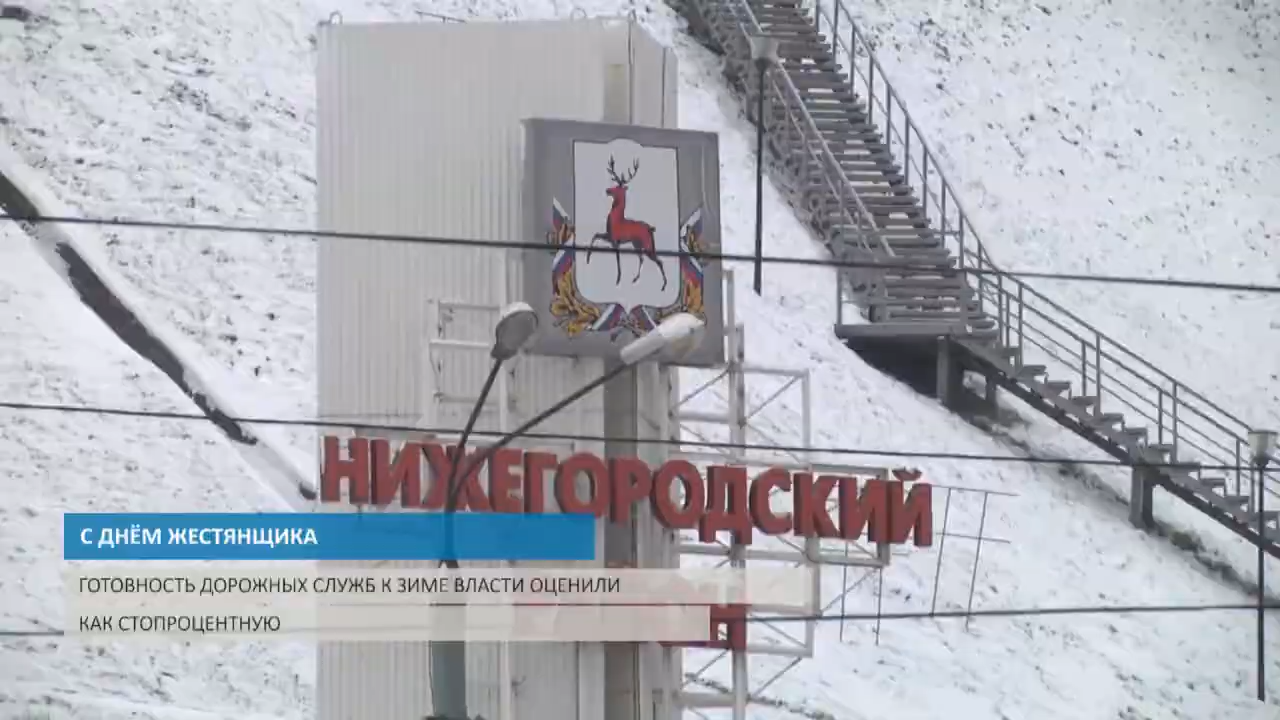 НИЖЕГОРОДСКИЙ
С ДНЁМ ЖЕСТЯНЩИКА
ГОТОВНОСТЬ ДОРОЖНЫХ СЛУЖБ К ЗИМЕ ВЛАСТИ ОЦЕНИЛИ
КАК СТОПРОЦЕНТНУЮ